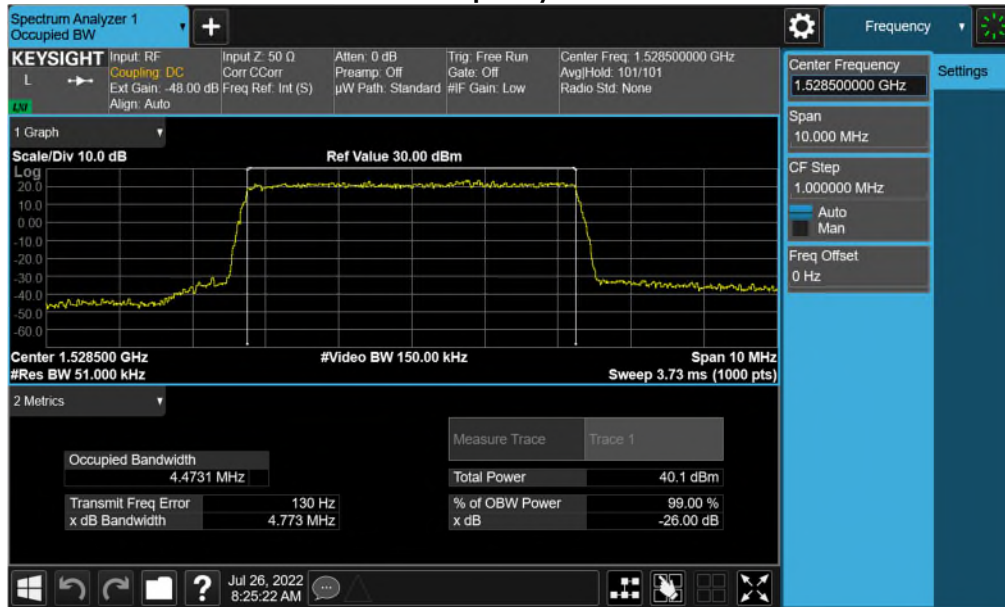 Spectrum Analyzer 1
Occupied BW
+
Frequency
KEYSIGHT
L
LXI
Input: RF
Coupling: DC
Ext Gain: -48.00 dB
Align: Auto
Input Z: 50 Ω
Corr CCorr
Freq Ref: Int (S)
Atten: 0 dB
Preamp: Off
µW Path: Standard
Trig: Free Run
Gate: Off
#IF Gain: Low
Center Freq: 1.528500000 GHz
Avg|Hold: 101/101
Radio Std: None
1 Graph
Scale/Div 10.0 dB
Ref Value 30.00 dBm
Log
20.0
10.0
0.00
-10.0
-20.0
-30.0
-40.0
-50.0
-60.0
Center 1.528500 GHz
#Video BW 150.00 kHz
Span 10 MHz
#Res BW 51.000 kHz
Sweep 3.73 ms (1000 pts)
2 Metrics
Measure Trace
Trace 1
Occupied Bandwidth
4.4731 MHz
Total Power
40.1 dBm
Transmit Freq Error
130 Hz
% of OBW Power
99.00 %
x dB Bandwidth
4.773 MHz
x dB
-26.00 dB
Center Frequency
1.528500000 GHz
Settings
Span
10.000 MHz
CF Step
1.000000 MHz
Auto
Man
Freq Offset
0 Hz
?
Jul 26, 2022
8:25:22 AM